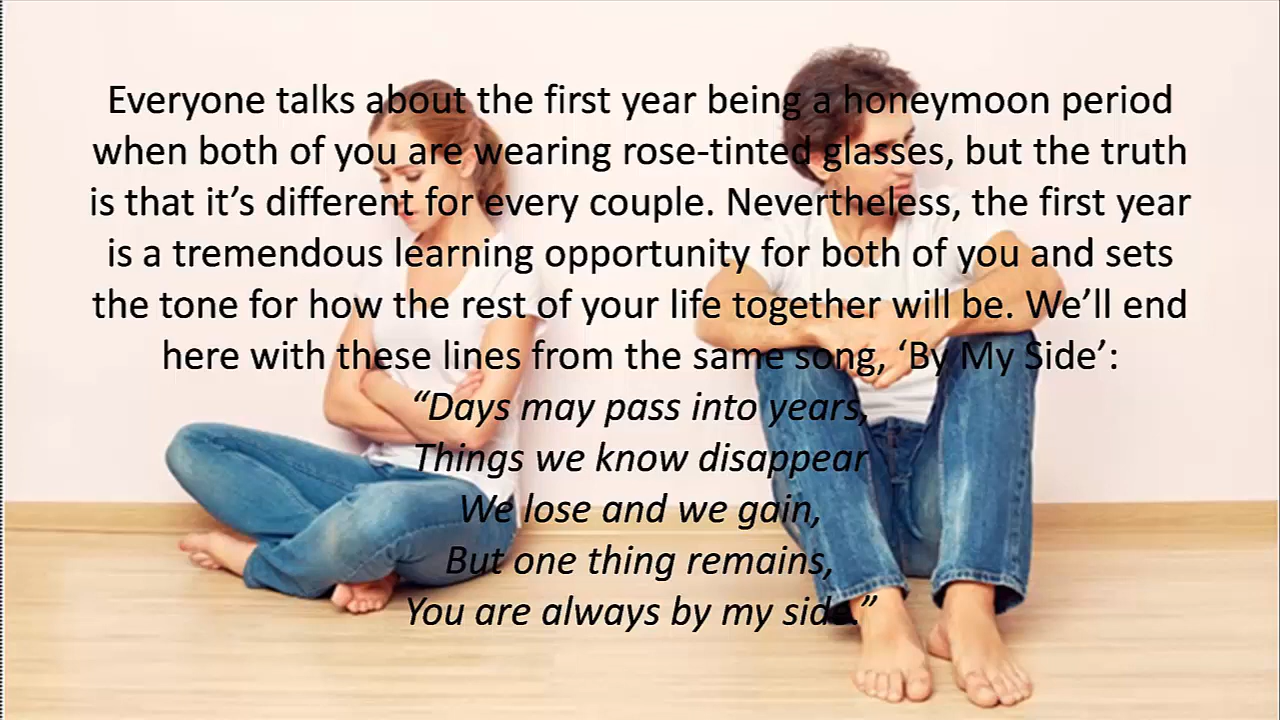 Everyone talks about the first year being a honeymoon period
when both of you are wearing rose-tinted glasses, but the truth
is that it’s different for every couple. Nevertheless, the first year
is a tremendous learning opportunity for both of you and sets
the tone for how the rest of your life together will be. We’ll end
here with these lines from the same song, ‘By My Side’:
“Days may pass into years,
Things we know disappear
We lose and we gain,
But one thing remains,
You are always by my side.”